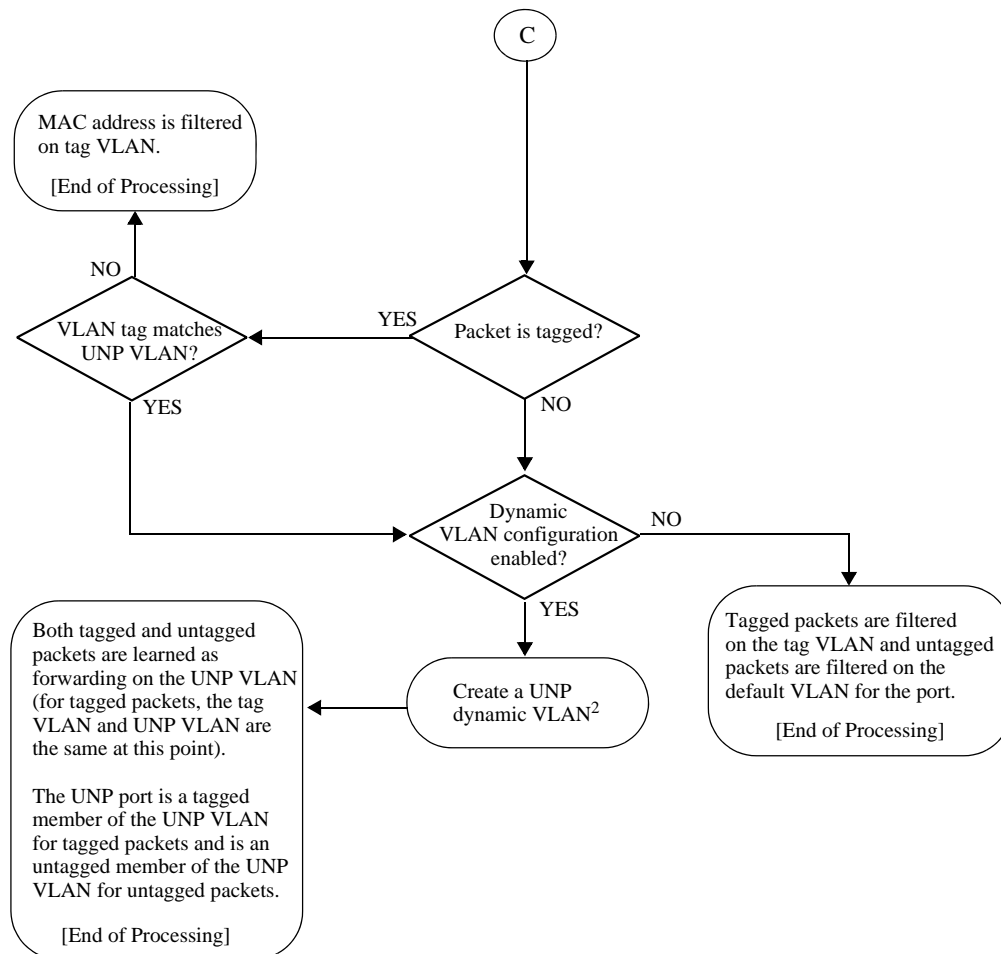 C
MAC address is filtered
on tag VLAN.
[End of Processing]
NO
YES
VLAN tag matches
UNP VLAN?
Packet is tagged?
YES
NO
Dynamic
VLAN configuration
enabled?
NO
YES
Both tagged and untagged
packets are learned as
forwarding on the UNP VLAN
(for tagged packets, the tag
VLAN and UNP VLAN are
the same at this point).
The UNP port is a tagged
member of the UNP VLAN
for tagged packets and is an
untagged member of the UNP
VLAN for untagged packets.
[End of Processing]
Create a UNP
dynamic VLAN²
Tagged packets are filtered
on the tag VLAN and untagged
packets are filtered on the
default VLAN for the port.
[End of Processing]